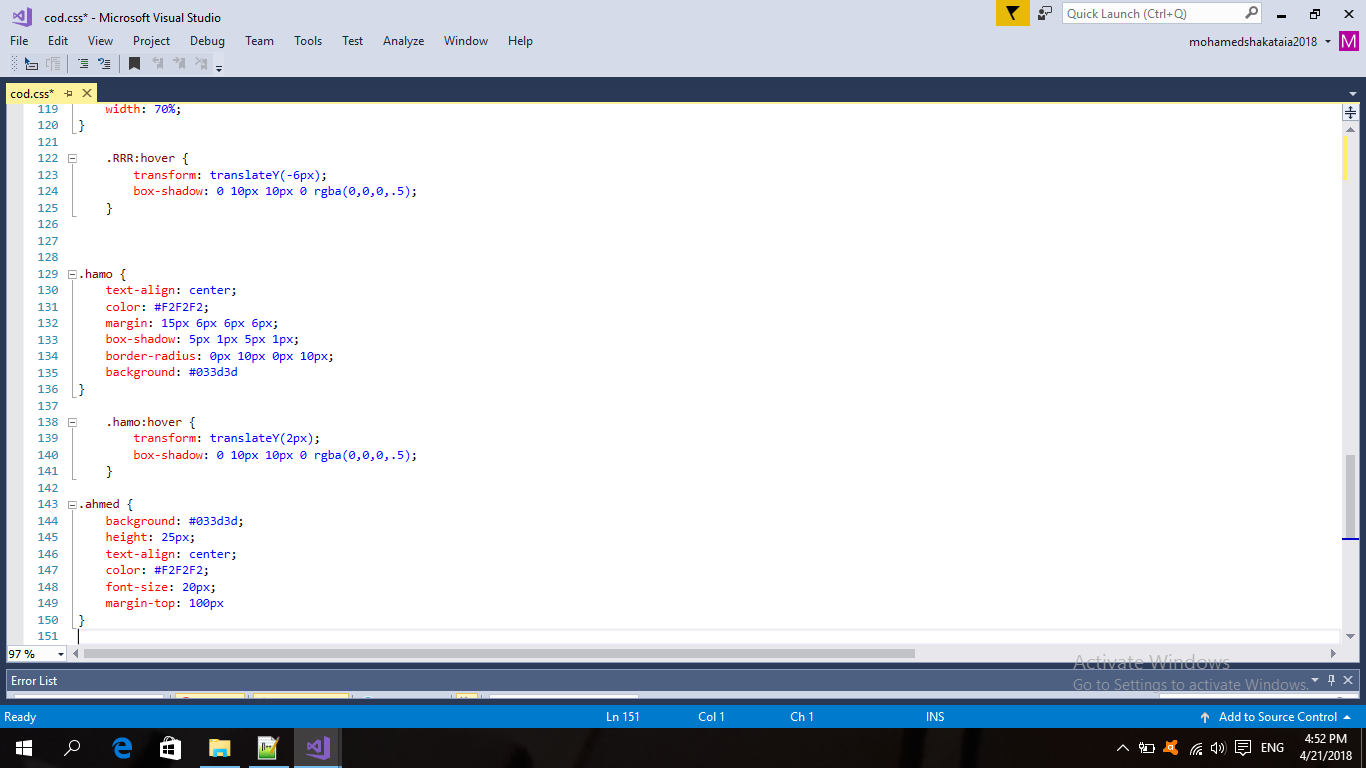 cod.css* - Microsoft Visual Studio
Quick Launch (Ctrl+Q)
File Edit View Project Debug Team Tools Test Analyze Window Help
mohamedshakataia2018 M
cod.css*
119 width: 70%;
120 }
121
122 .RRR:hover {
123 transform: translateY(-6px);
124 box-shadow: 0 10px 10px 0 rgba(0,0,0,.5);
125 }
126
127
128
129 .hamo {
130 text-align: center;
131 color: #F2F2F2;
132 margin: 15px 6px 6px 6px;
133 box-shadow: 5px 1px 5px 1px;
134 border-radius: 0px 10px 0px 10px;
135 background: #033d3d
136 }
137
138 .hamo:hover {
139 transform: translateY(2px);
140 box-shadow: 0 10px 10px 0 rgba(0,0,0,.5);
141 }
142
143 .ahmed {
144 background: #033d3d;
145 height: 25px;
146 text-align: center;
147 color: #F2F2F2;
148 font-size: 20px;
149 margin-top: 100px
150 }
151
97 %
Activate Windows
Go to Settings to activate Windows.
Error List
Ready Ln 151 Col 1 Ch 1 INS Add to Source Control
ENG
4:52 PM
4/21/2018